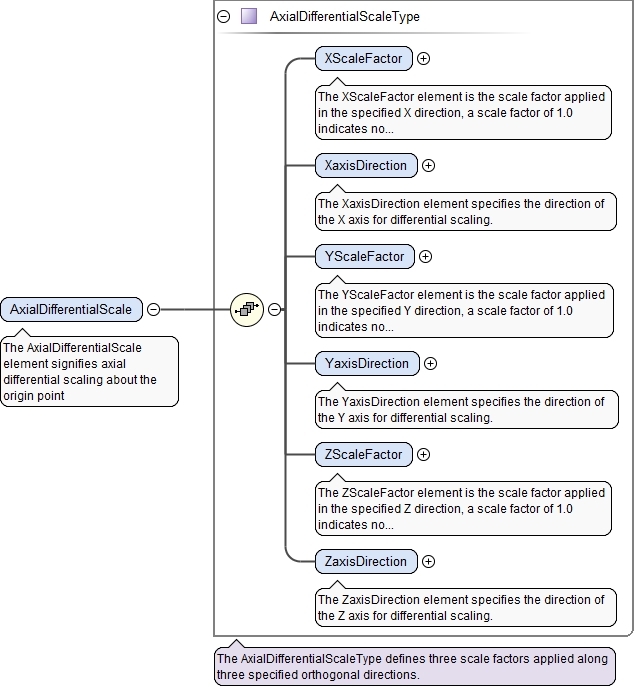 AxialDifferentialScaleType
XScaleFactor
The XScaleFactor element is the scale factor applied
in the specified X direction, a scale factor of 1.0
indicates no...
XaxisDirection
The XaxisDirection element specifies the direction of
the X axis for differential scaling.
YScaleFactor
The YScaleFactor element is the scale factor applied
in the specified Y direction, a scale factor of 1.0
indicates no...
AxialDifferentialScale
The AxialDifferentialScale
element signifies axial
differential scaling about the
origin point
YaxisDirection
The YaxisDirection element specifies the direction of
the Y axis for differential scaling.
ZScaleFactor
The ZScaleFactor element is the scale factor applied
in the specified Z direction, a scale factor of 1.0
indicates no...
ZaxisDirection
The ZaxisDirection element specifies the direction of
the Z axis for differential scaling.
The AxialDifferentialScaleType defines three scale factors applied along
three specified orthogonal directions.